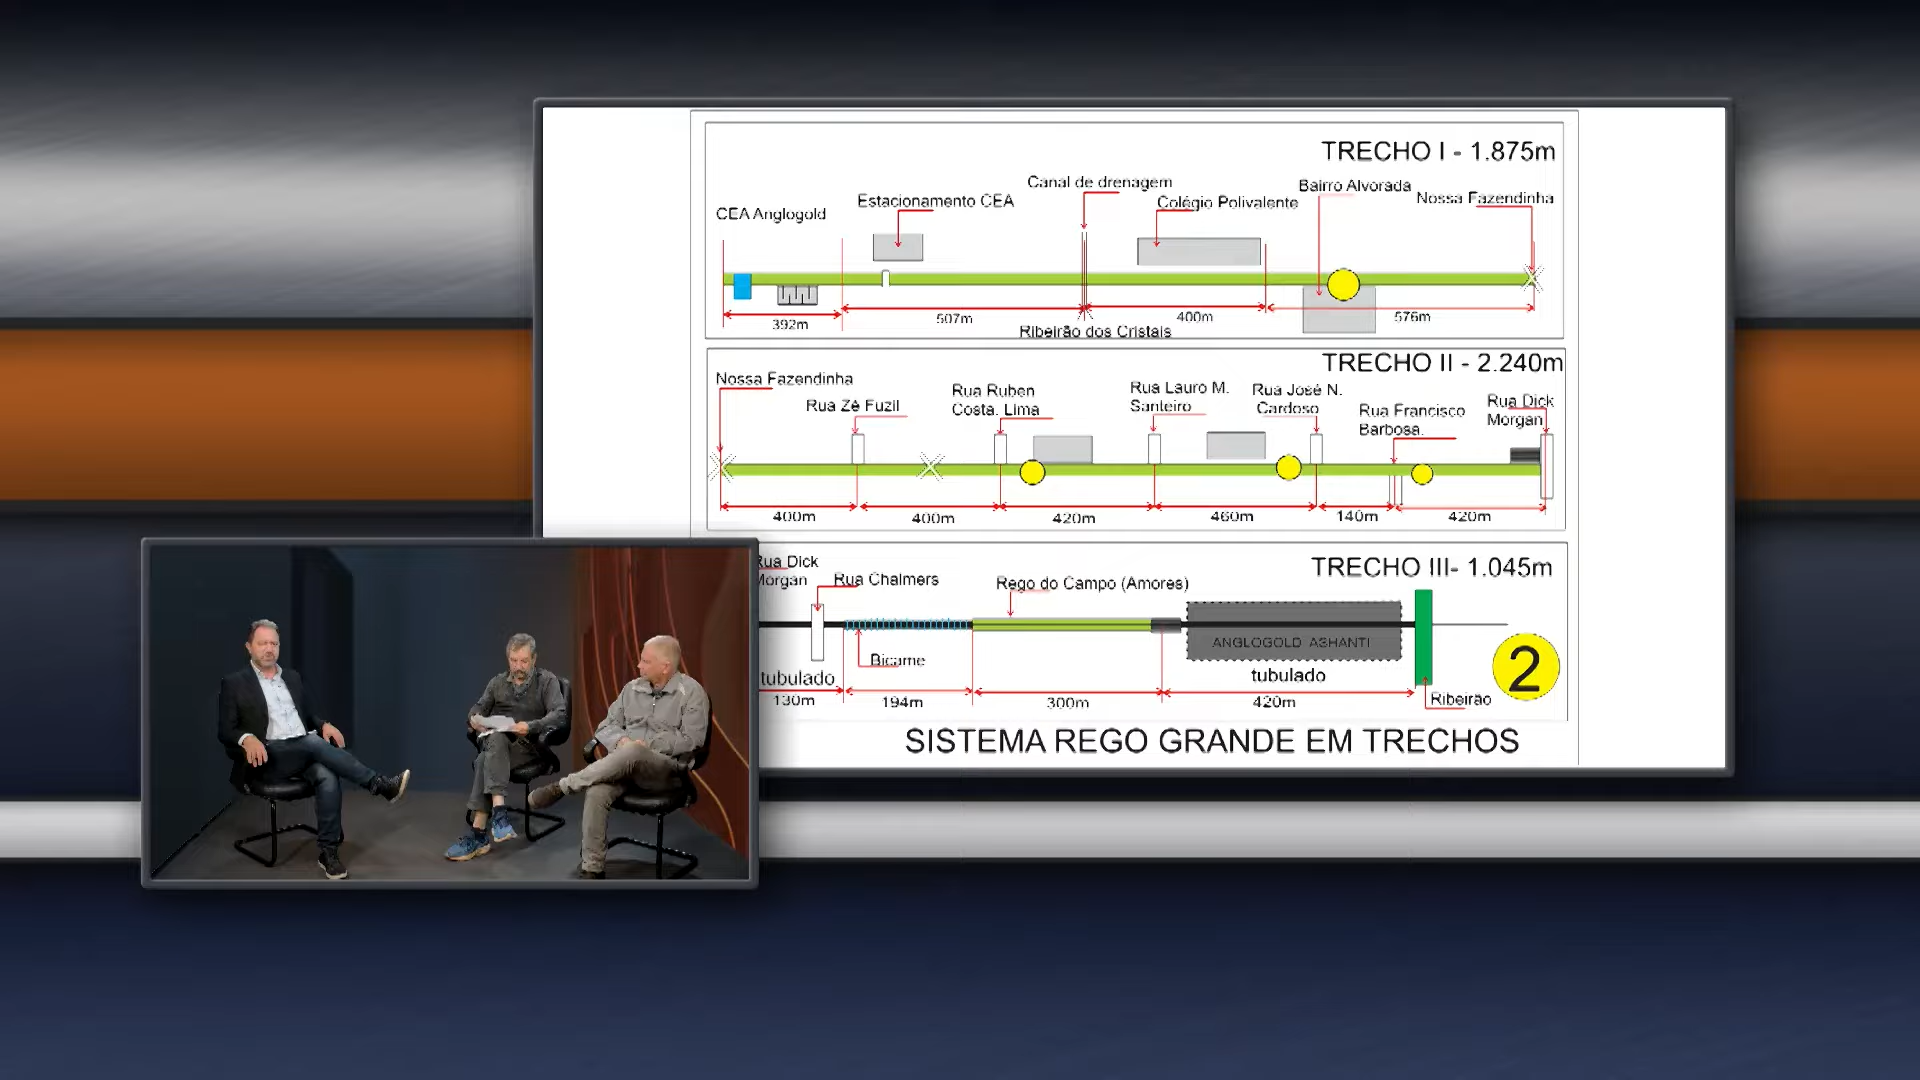 TRECHO I - 1.875m
Canal de drenagem
Bairro Alvorada
Estacionamento CEA
Colégio Polivalente
Nossa Fazendinha
CEA Anglogold
392m
507m
400m
576m
Ribeirão dos Cristais
TRECHO II - 2.240m
Nossa Fazendinha
Rua Zé Fuzil
Rua Ruben
Costa. Lima
Rua Lauro M.
Santeiro
Rua José N.
Cardoso
Rua Francisco
Barbosa.
Rua Dick
Morgan
400m
400m
420m
460m
140m
420m
TRECHO III- 1.045m
Rua Dick
Morgan
Rua Chalmers
Rego do Campo (Amores)
ANGLOGOLD ASHANTI
Bicame
tubulado
tubulado
130m
194m
300m
420m
Ribeirão
2
SISTEMA REGO GRANDE EM TRECHOS